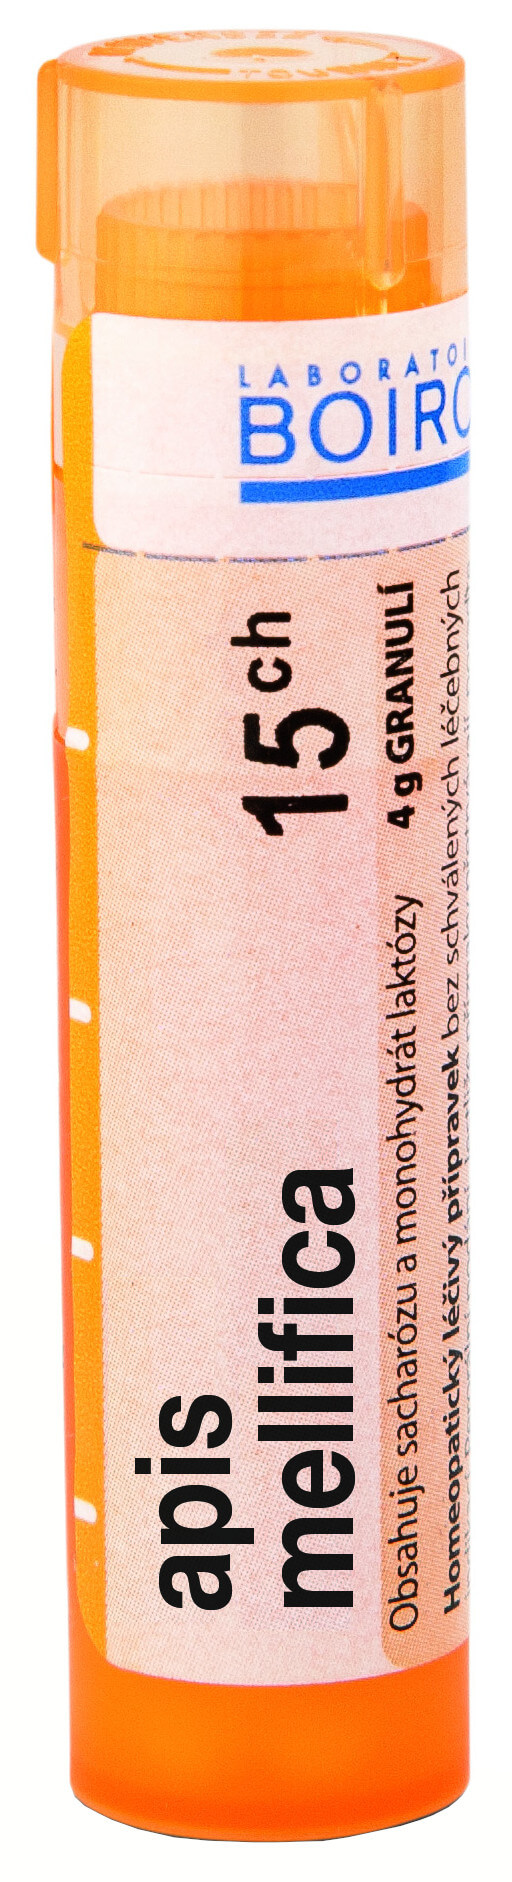 LABORATOI
BOIRO
apis
mellifica
15 ch
Obsahuje sacharózu a monohydrát laktózy
4 g GRANULÍ
Homeopatický léčivý přípravek bez schválených léčebných